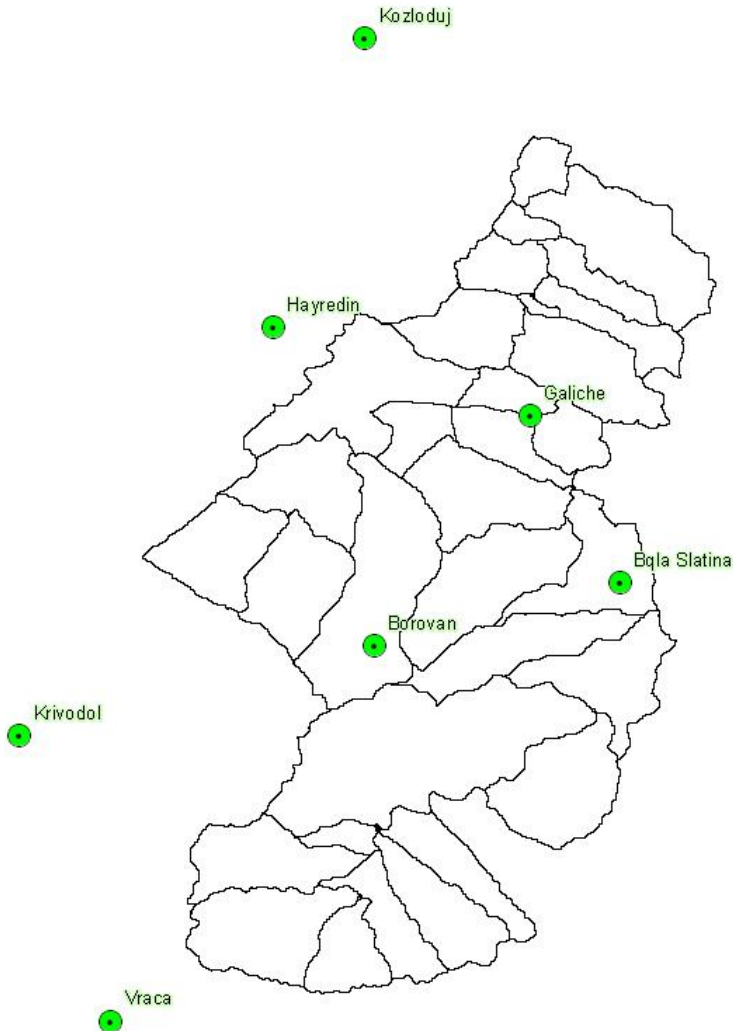 Kozloduj
Hayredin
Galiche
Bqla Slatina
Borovan
Krivodol
Vraca